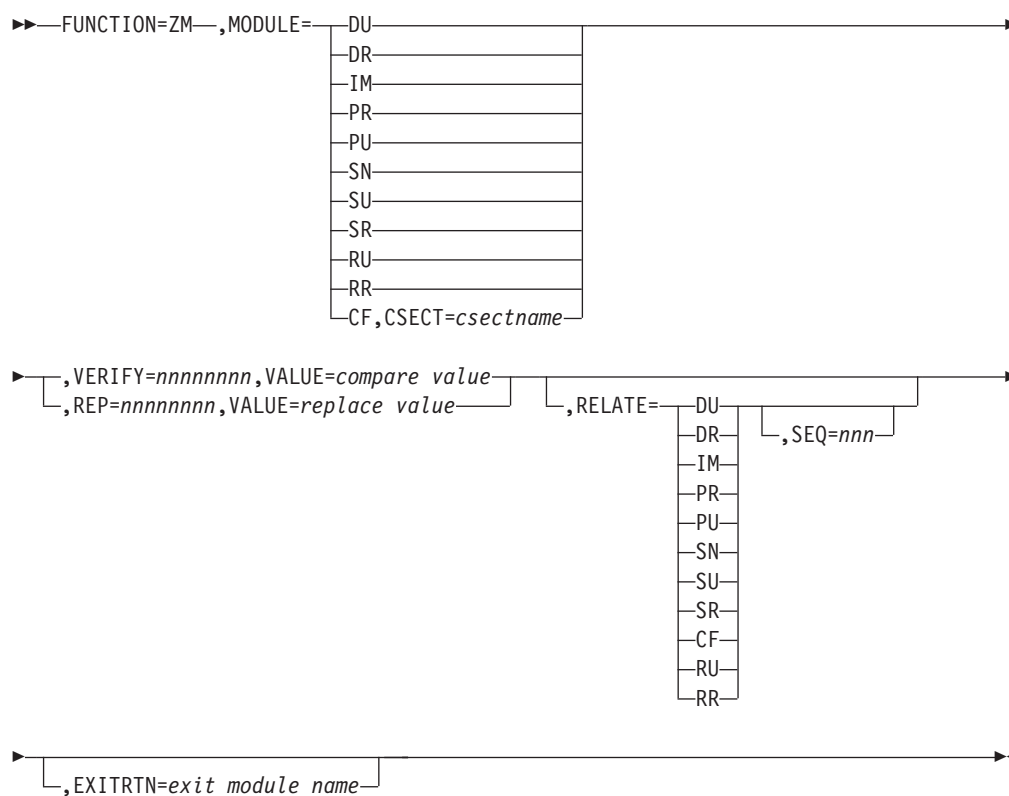 FUNCTION=ZM ,MODULE= DU
DR
IM
PR
PU
SN
SU
SR
RU
RR
CF,CSECT=csectname
,VERIFY=nnnnnnnn,VALUE=compare value
,REP=nnnnnnnn,VALUE=replace value
,RELATE= DU
DR
IM
PR
PU
SN
SU
SR
CF
RU
RR
,SEQ=nnn
,EXITRTN=exit module name